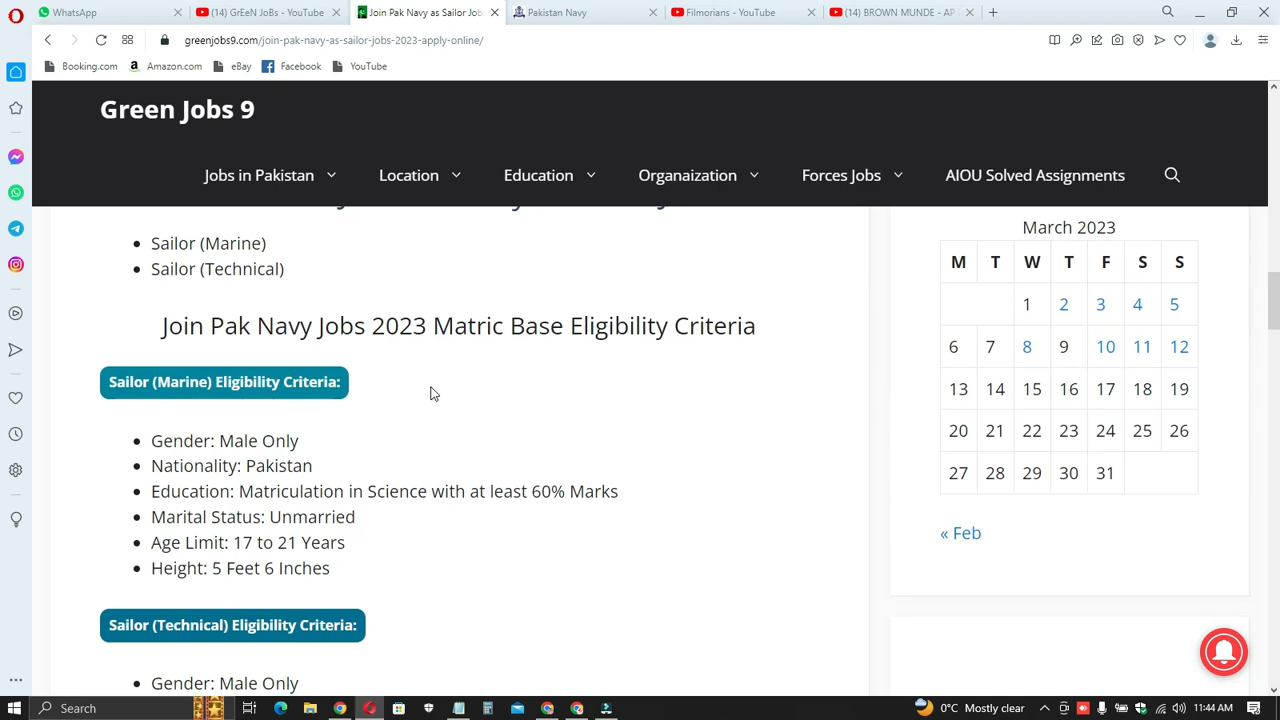 WhatsApp
(14) GrEeN JoBs - YouTube
Join Pak Navy as Sailor Jobs
Pakistan Navy
Filmorians - YouTube
(14) BROWN MUNDE - AP
greenjobs9.com/join-pak-navy-as-sailor-jobs-2023-apply-online/
Booking.com Amazon.com eBay Facebook YouTube
Green Jobs 9
Jobs in Pakistan Location Education Organaization Forces Jobs AIOU Solved Assignments
Sailor (Marine)
Sailor (Technical)
Join Pak Navy Jobs 2023 Matric Base Eligibility Criteria
Sailor (Marine) Eligibility Criteria:
Gender: Male Only
Nationality: Pakistan
Education: Matriculation in Science with at least 60% Marks
Marital Status: Unmarried
Age Limit: 17 to 21 Years
Height: 5 Feet 6 Inches
Sailor (Technical) Eligibility Criteria:
Gender: Male Only
March 2023
M T W T F S S
1 2 3 4 5
6 7 8 9 10 11 12
13 14 15 16 17 18 19
20 21 22 23 24 25 26
27 28 29 30 31
« Feb
Search
0°C Mostly clear
11:44 AM